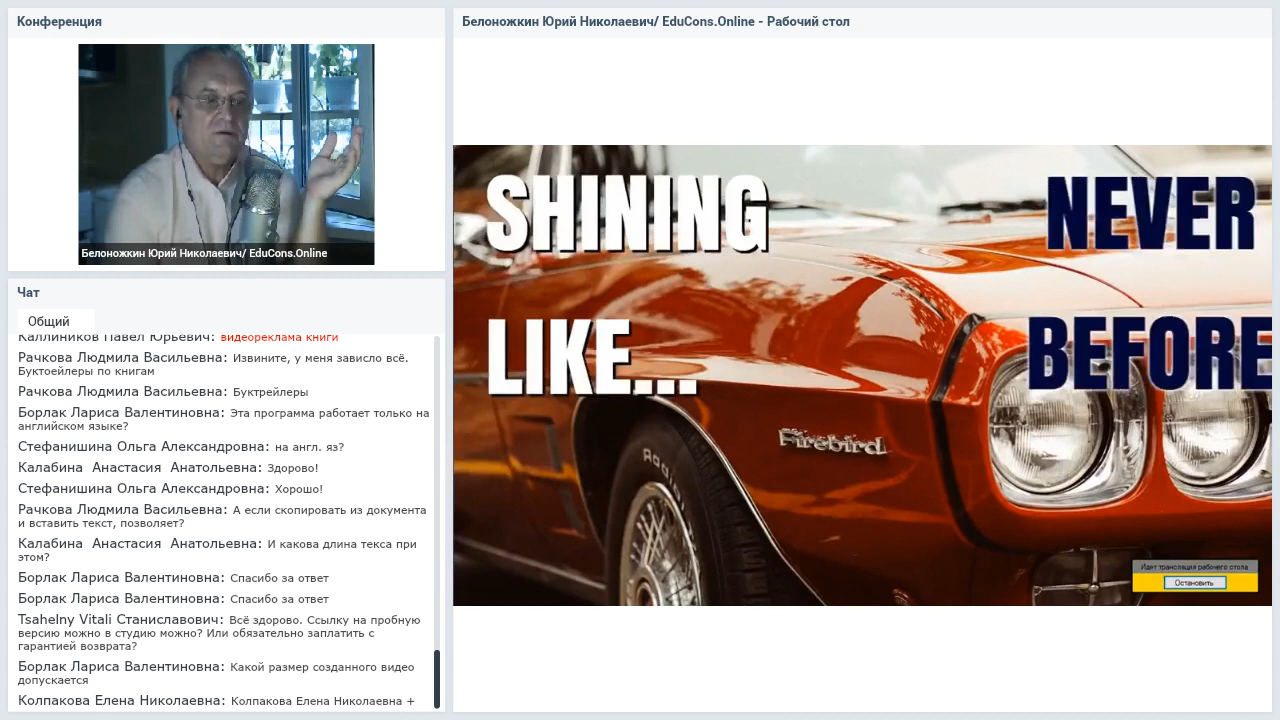 Конференция
Белоножкин Юрий Николаевич/ EduCons.Online
Чат
Общий
Каллиников Павел Юрьевич: видеореклама книги
Рачкова Людмила Васильевна: Извините, у меня зависло всё.
Буктоейлеры по книгам
Рачкова Людмила Васильевна: Буктрейлеры
Борлак Лариса Валентиновна: Эта программа работает только на
английском языке?
Стефанишина Ольга Александровна: на англ. яз?
Калабина Анастасия Анатольевна: Здорово!
Стефанишина Ольга Александровна: Хорошо!
Рачкова Людмила Васильевна: А если скопировать из документа
и вставить текст, позволяет?
Калабина Анастасия Анатольевна: И какова длина текса при
этом?
Борлак Лариса Валентиновна: Спасибо за ответ
Борлак Лариса Валентиновна: Спасибо за ответ
Tsahelny Vitali Станиславович: Всё здорово. Ссылку на пробную
версию можно в студию можно? Или обязательно заплатить с
гарантией возврата?
Борлак Лариса Валентиновна: Какой размер созданного видео
допускается
Колпакова Елена Николаевна: Колпакова Елена Николаевна +
Белоножкин Юрий Николаевич/ EduCons.Online - Рабочий стол
SHINING
NEVER
LIKE...
BEFORE
Firebird
Идет трансляция рабочего стола
Остановить